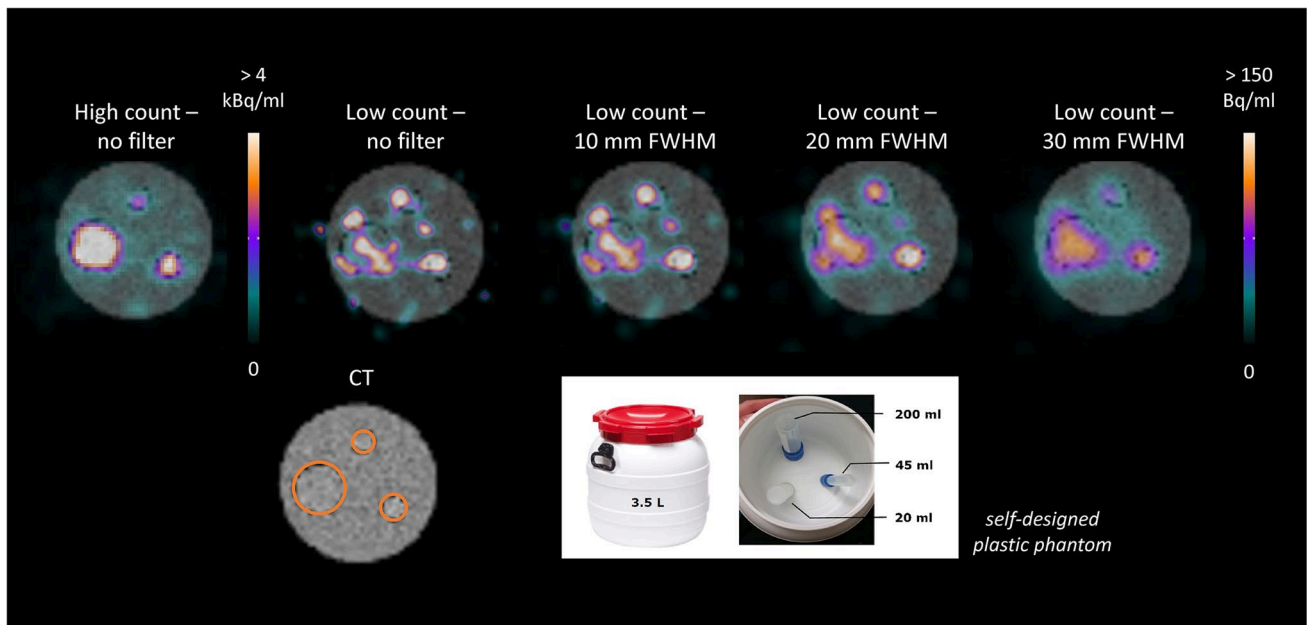 > 4
kBq/ml
> 150
Bq/ml
High count –
no filter
Low count –
no filter
Low count –
10 mm FWHM
Low count –
20 mm FWHM
Low count –
30 mm FWHM
0
0
CT
3.5 L
200 ml
45 ml
20 ml
self-designed
plastic phantom